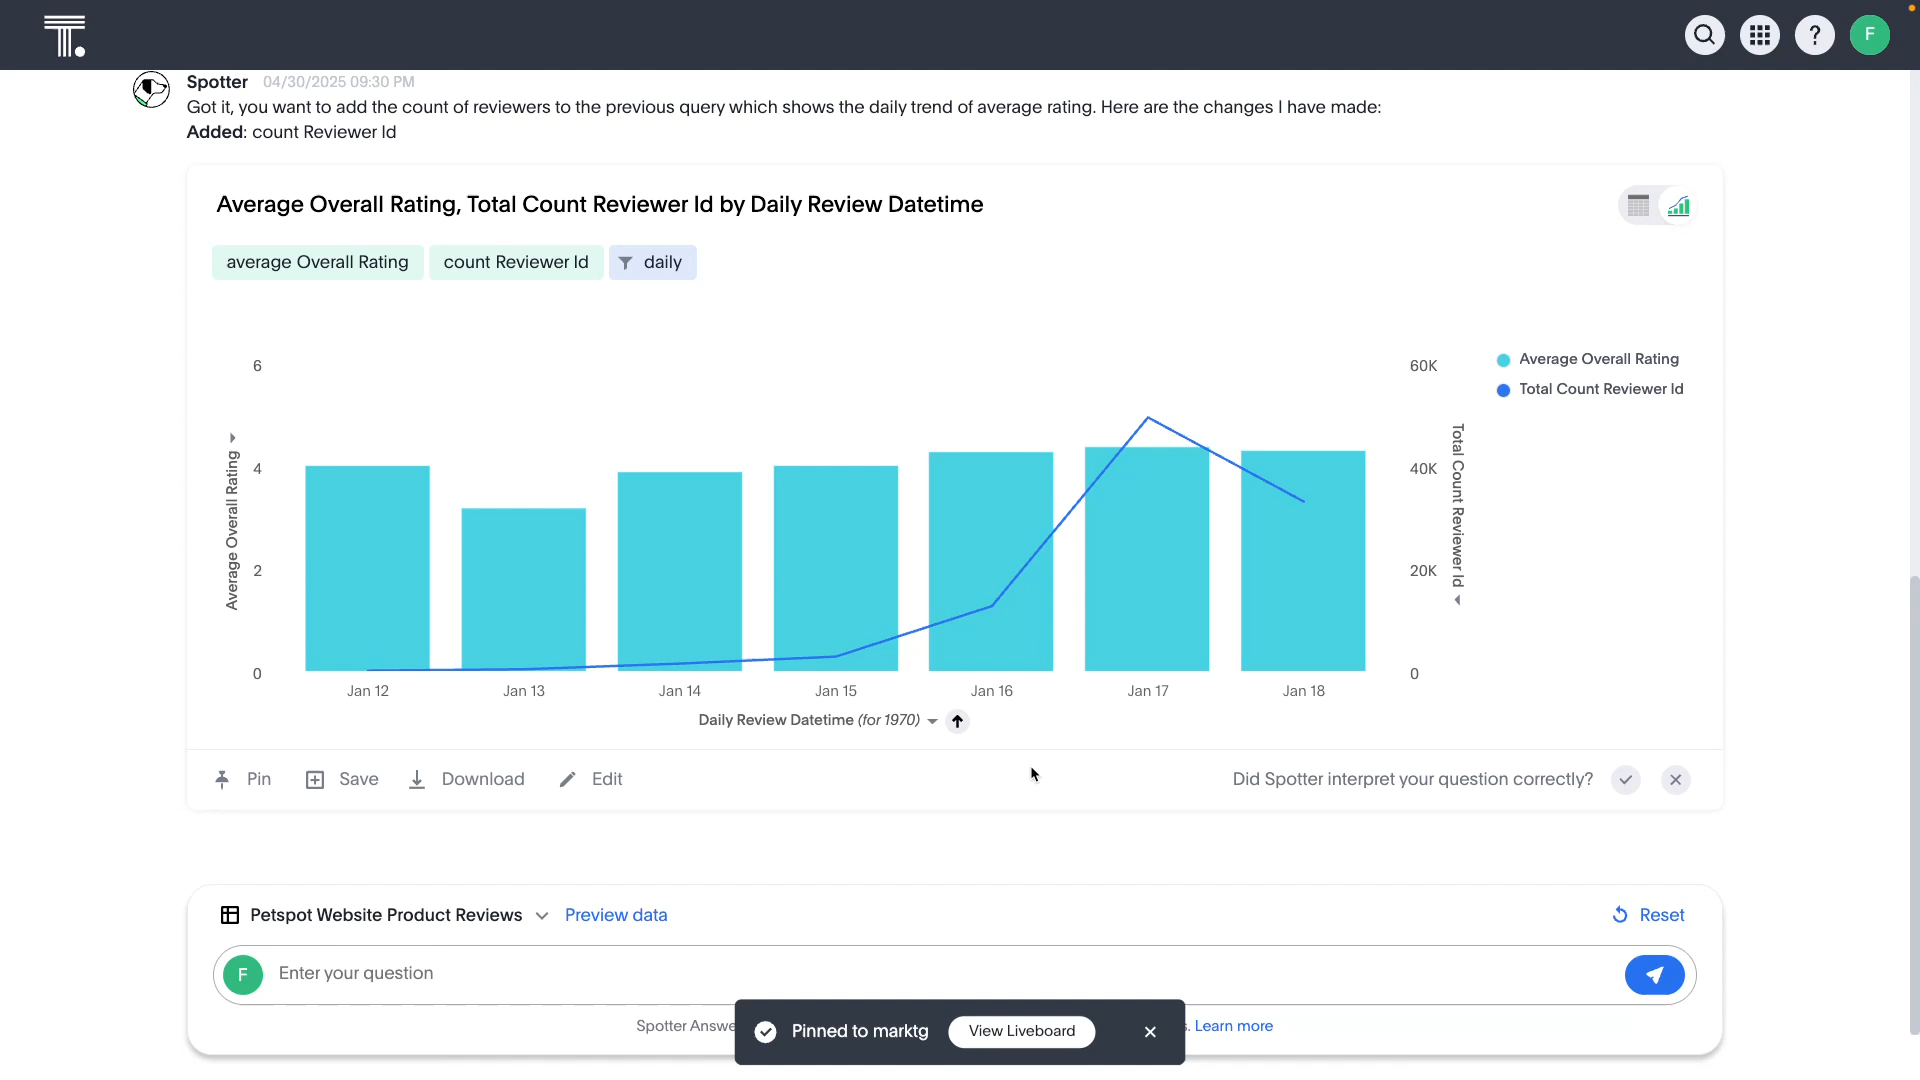 T.
?
F
Spotter 04/30/2025 09:30 PM
Got it, you want to add the count of reviewers to the previous query which shows the daily trend of average rating. Here are the changes I have made:
Added: count Reviewer Id
Average Overall Rating, Total Count Reviewer Id by Daily Review Datetime
average Overall Rating
count Reviewer Id
daily
Average Overall Rating
6
4
2
0
60K
40K
20K
0
Total Count Reviewer Id
Average Overall Rating
Total Count Reviewer Id
Jan 12
Jan 13
Jan 14
Jan 15
Jan 16
Jan 17
Jan 18
Daily Review Datetime (for 1970)
Pin
Save
Download
Edit
Did Spotter interpret your question correctly?
Petspot Website Product Reviews
Preview data
Reset
F
Enter your question
Spotter Answe
s. Learn more
Pinned to marktg
View Liveboard